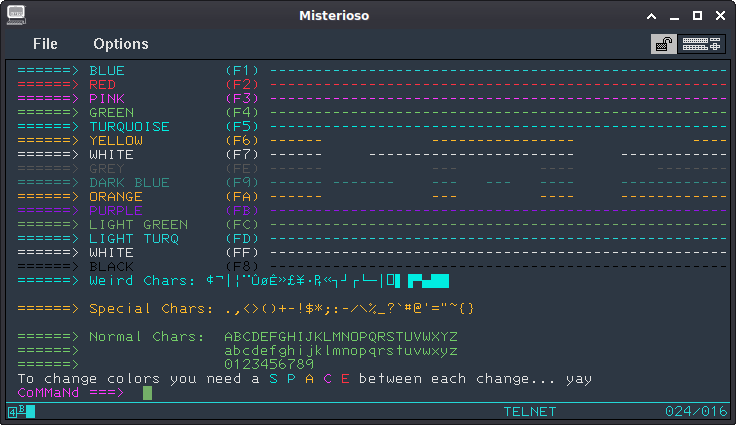 Misterioso
File Options
======> BLUE (F1) ----------------------------------------------------
======> RED (F2) ----------------------------------------------------
======> PINK (F3) ----------------------------------------------------
======> GREEN (F4) ----------------------------------------------------
======> TURQUOISE (F5) ----------------------------------------------------
======> YELLOW (F6) ------ ---------------- ----
======> WHITE (F7) ------ ---------------- ------------
======> GREY (FE) ------ --- --- --- --- --------
======> DARK BLUE (F9) ------ ------- --- --- ---- ------------
======> ORANGE (FA) ------ --- --- ---- ----
======> PURPLE (FB) ----------------------------------------------------
======> LIGHT GREEN (FC) ----------------------------------------------------
======> LIGHT TURQ (FD) ----------------------------------------------------
======> WHITE (FF) ----------------------------------------------------
======> BLACK (F8) ----------------------------------------------------
======> Weird Chars: ¢¬|¦¨ÛøÊ»£¥·₧«┐┘┌└─│
======> Special Chars: .,<>()+-!$*;:-/\%_?`#@'="~{}
======> Normal Chars: ABCDEFGHIJKLMNOPQRSTUVWXYZ
======> abcdefghijklmnopqrstuvwxyz
======> 0123456789
To change colors you need a S P A C E between each change... yay
CoMMaNd ===>
4 B TELNET 024/016